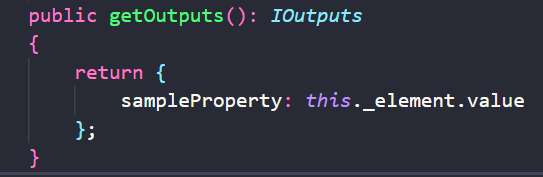 public getOutputs(): IOutputs
{
return {
sampleProperty: this._element.value
};
}